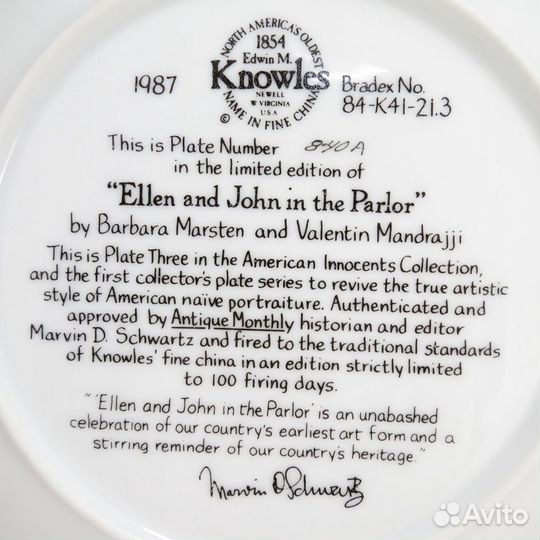 NORTH AMERICA'S OLDEST
1854
Edwin M.
Knowles
NEWELL
W VIRGINIA
U.S.A
© NAME IN FINE CHINA
1987
Bradex No.
84-K41-21.3
This is Plate Number 840A
in the limited edition of
"Ellen and John in the Parlor"
by Barbara Marsten and Valentin Mandrajji
This is Plate Three in the American Innocents Collection,
and the first collector's plate series to revive the true artistic
style of American naïve portraiture. Authenticated and
approved by Antique Monthly historian and editor
Marvin D. Schwartz and fired to the traditional standards
of Knowles' fine china in an edition strictly limited
to 100 firing days.
"'Ellen and John in the Parlor' is an unabashed
celebration of our country's earliest art form and a
stirring reminder of our country's heritage."
Marvin D Schwartz
Avito